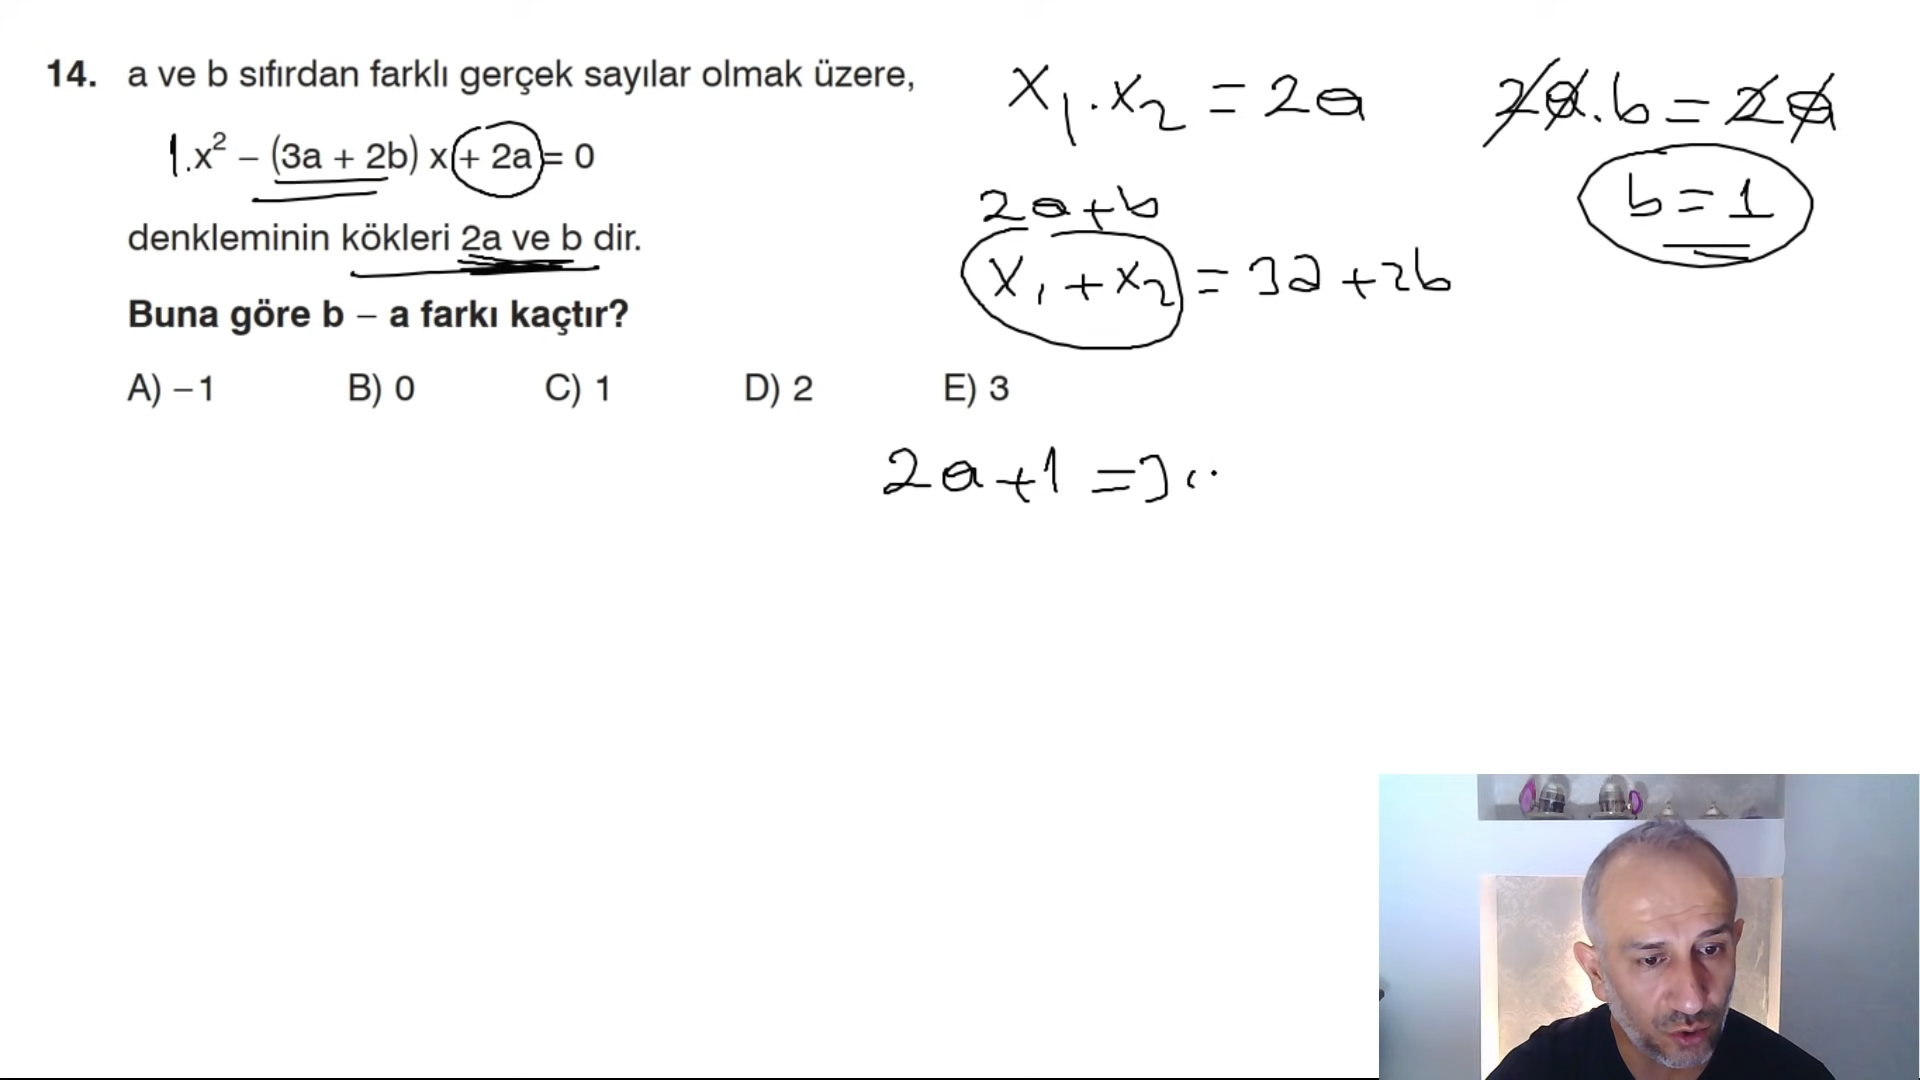 14. a ve b sıfırdan farklı gerçek sayılar olmak üzere,
1.x² – (3a + 2b) x + 2a = 0
denkleminin kökleri 2a ve b dir.
Buna göre b – a farkı kaçtır?
A) –1 B) 0 C) 1 D) 2 E) 3
x₁.x₂ = 2a
2a.b = 2a
b = 1
2a+b
x₁+x₂ = 3a+2b
2a+1 = 3